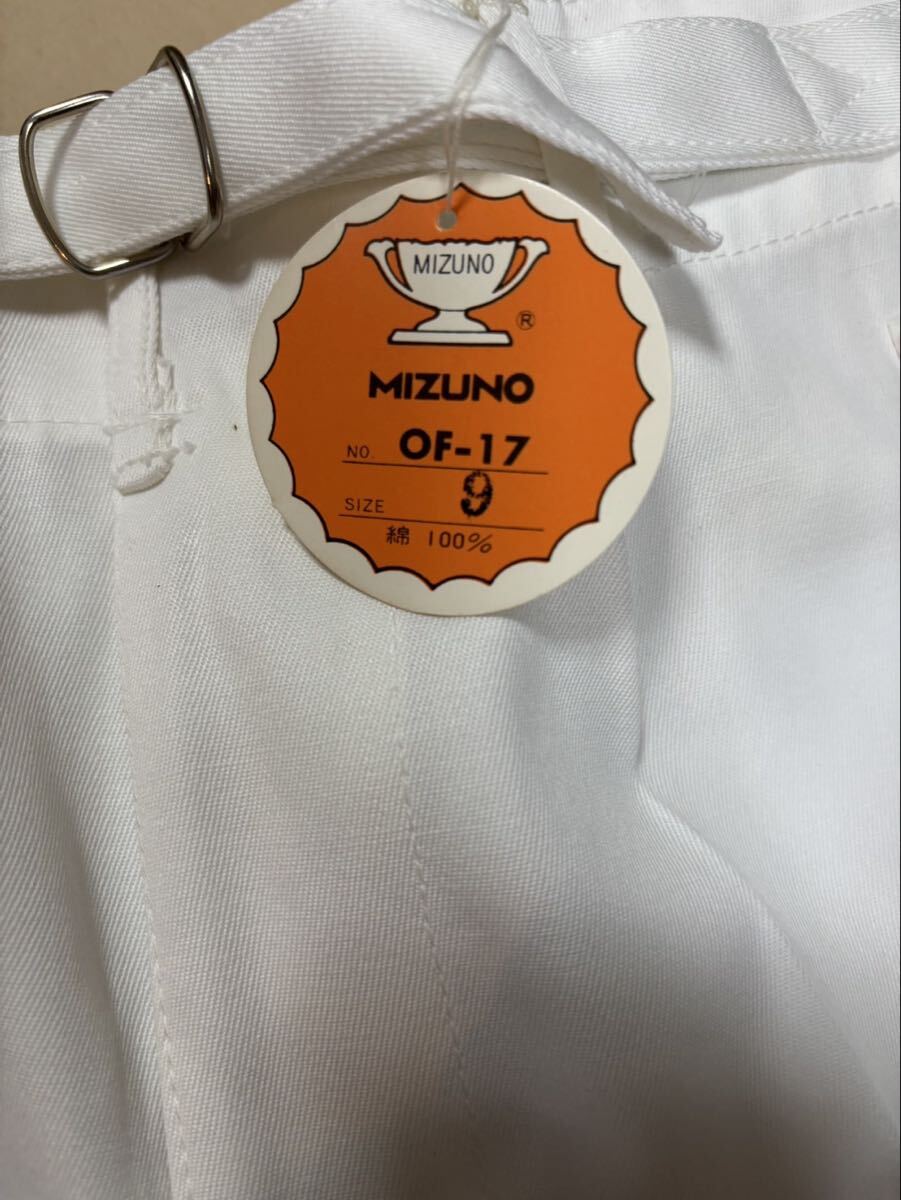 MIZUNO
®
MIZUNO
NO. OF-17
SIZE 9
綿 100%